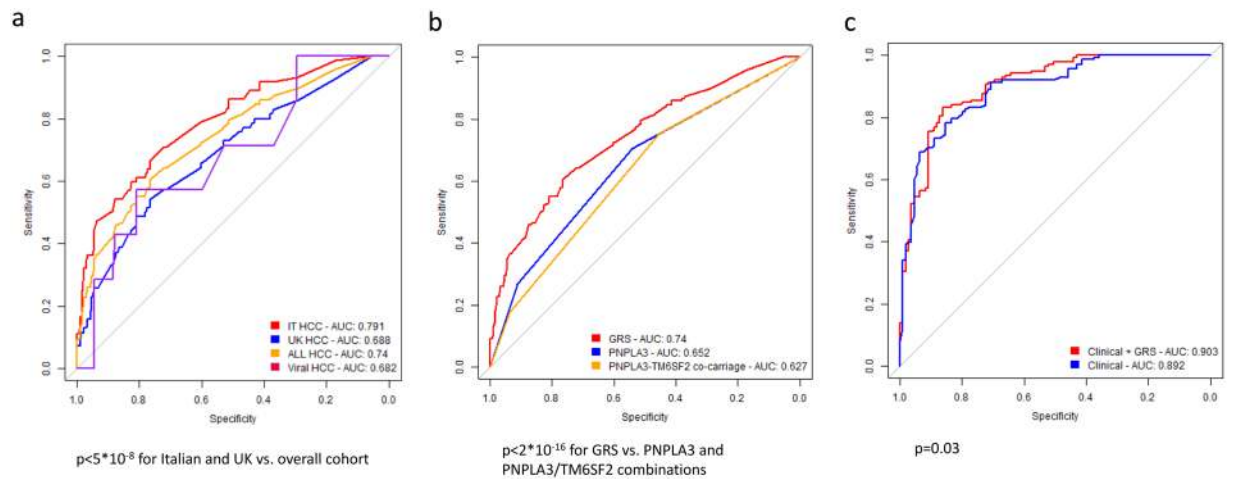 a
1.0
0.8
0.6
0.4
0.2
0.0
Sensitivity
1.0 0.8 0.6 0.4 0.2 0.0
Specificity
IT HCC - AUC: 0.791
UK HCC - AUC: 0.688
ALL HCC - AUC: 0.74
Viral HCC - AUC: 0.682
p<5*10-8 for Italian and UK vs. overall cohort
b
1.0
0.8
0.6
0.4
0.2
0.0
Sensitivity
1.0 0.8 0.6 0.4 0.2 0.0
Specificity
GRS - AUC: 0.74
PNPLA3 - AUC: 0.652
PNPLA3-TM6SF2 co-carriage - AUC: 0.627
p<2*10-16 for GRS vs. PNPLA3 and
PNPLA3/TM6SF2 combinations
c
1.0
0.8
0.6
0.4
0.2
0.0
Sensitivity
1.0 0.8 0.6 0.4 0.2 0.0
Specificity
Clinical + GRS - AUC: 0.903
Clinical - AUC: 0.892
p=0.03